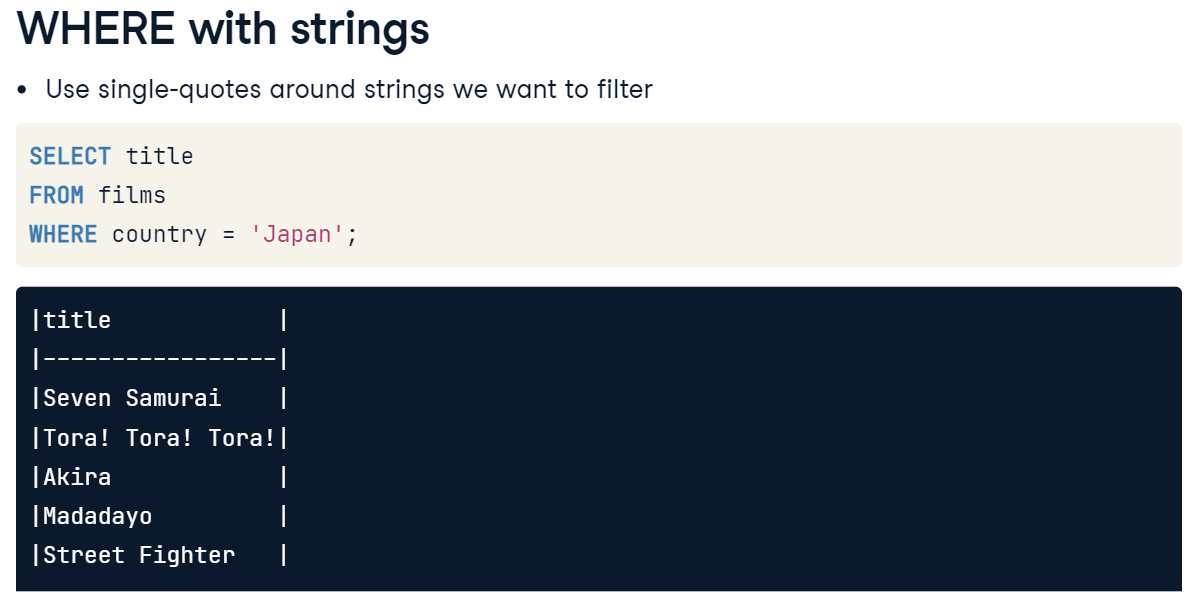 WHERE with strings
• Use single-quotes around strings we want to filter
SELECT title
FROM films
WHERE country = 'Japan';
|title            |
|-----------------|
|Seven Samurai    |
|Tora! Tora! Tora!|
|Akira            |
|Madadayo         |
|Street Fighter   |